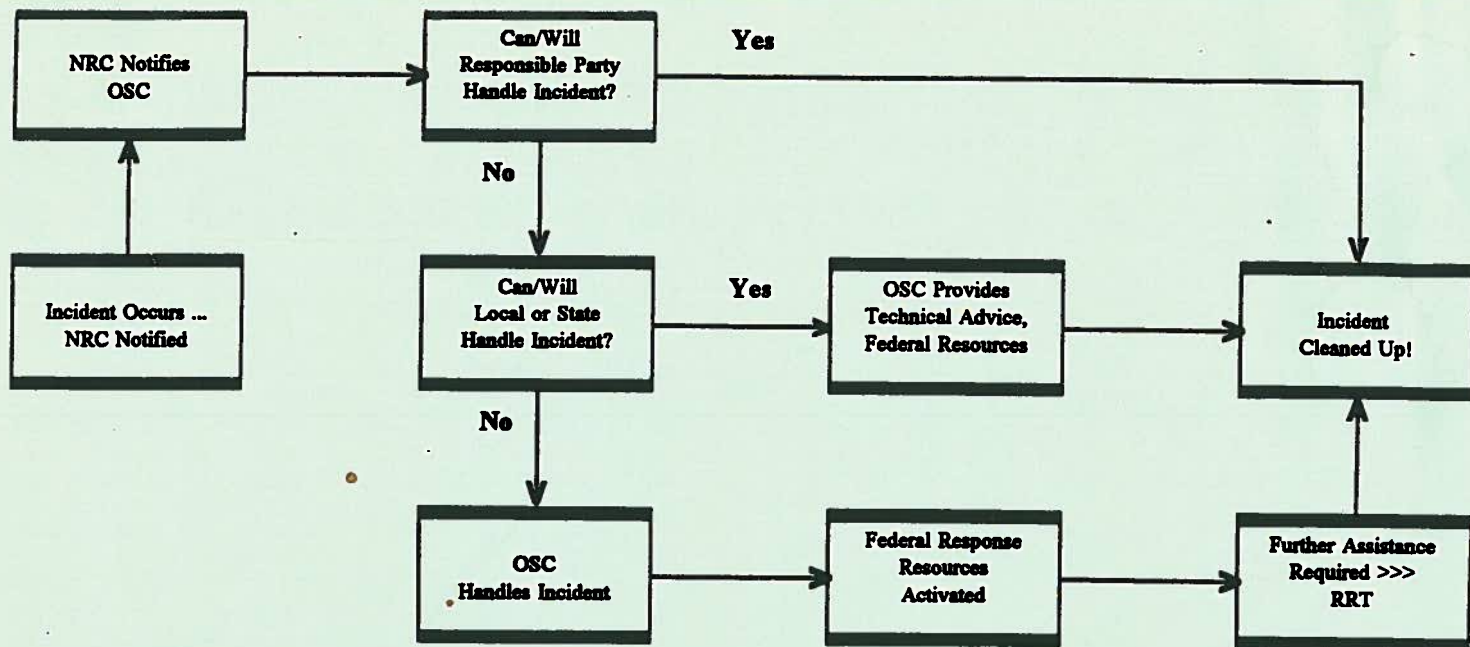 NRC Notifies
OSC
Can/Will
Responsible Party
Handle Incident?
Yes
No
Incident Occurs ...
NRC Notified
Can/Will
Local or State
Handle Incident?
Yes
OSC Provides
Technical Advice,
Federal Resources
Incident
Cleaned Up!
No
OSC
Handles Incident
Federal Response
Resources
Activated
Further Assistance
Required >>>
RRT